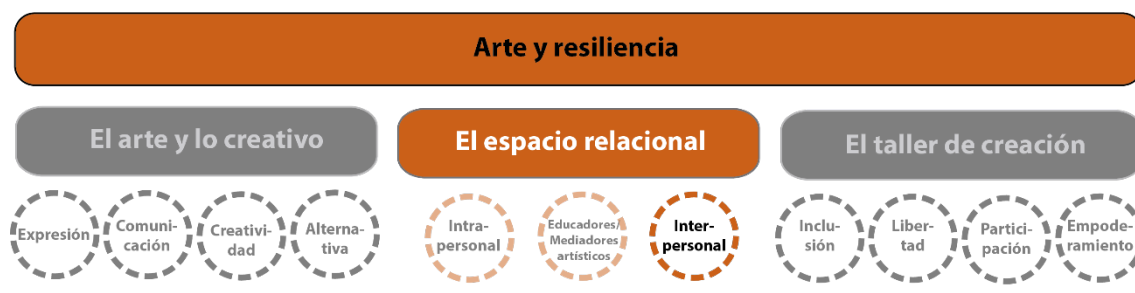 Arte y resiliencia
El arte y lo creativo
El espacio relacional
El taller de creación
Expresión
Comuni-
cación
Creativi-
dad
Alterna-
tiva
Intra-
personal
Educadores/
Mediadores
artísticos
Inter-
personal
Inclu-
sión
Liber-
tad
Partici-
pación
Empode-
ramiento